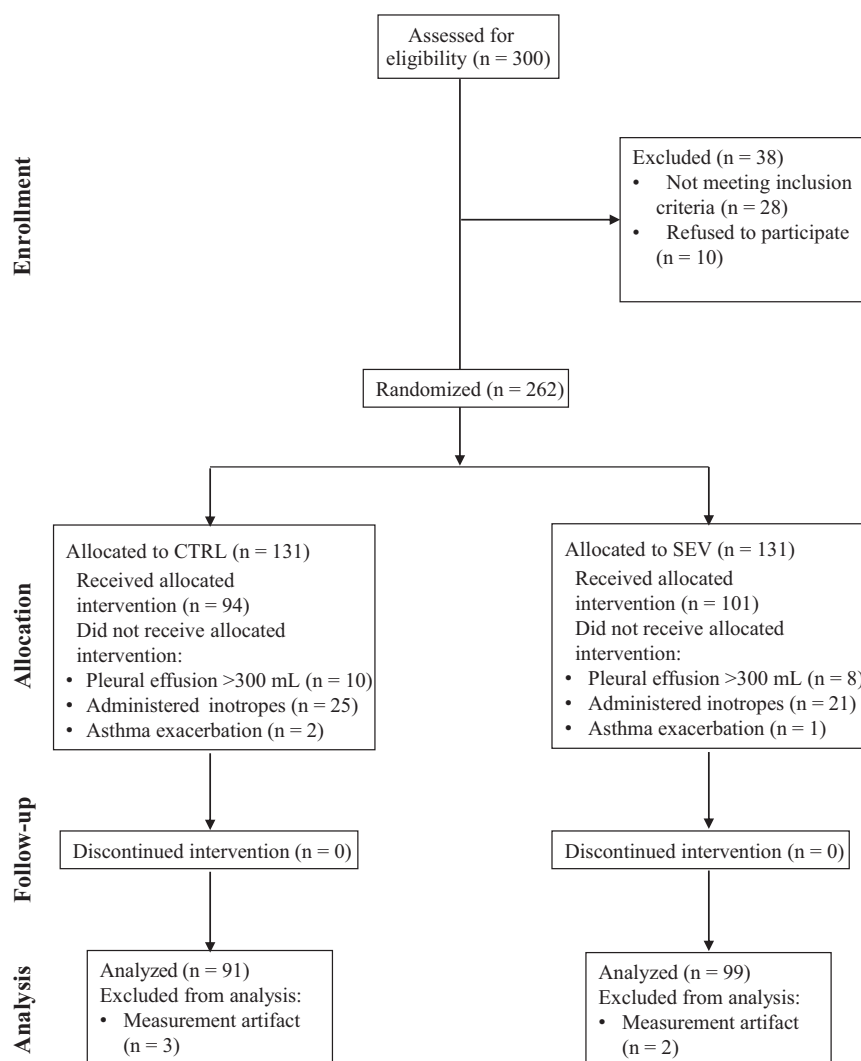 Assessed for
eligibility (n = 300)
Enrollment
Excluded (n = 38)
• Not meeting inclusion
criteria (n = 28)
• Refused to participate
(n = 10)
Randomized (n = 262)
Allocation
Allocated to CTRL (n = 131)
Received allocated
intervention (n = 94)
Did not receive allocated
intervention:
• Pleural effusion >300 mL (n = 10)
• Administered inotropes (n = 25)
• Asthma exacerbation (n = 2)
Allocated to SEV (n = 131)
Received allocated
intervention (n = 101)
Did not receive allocated
intervention:
• Pleural effusion >300 mL (n = 8)
• Administered inotropes (n = 21)
• Asthma exacerbation (n = 1)
Follow-up
Discontinued intervention (n = 0)
Discontinued intervention (n = 0)
Analysis
Analyzed (n = 91)
Excluded from analysis:
• Measurement artifact
(n = 3)
Analyzed (n = 99)
Excluded from analysis:
• Measurement artifact
(n = 2)